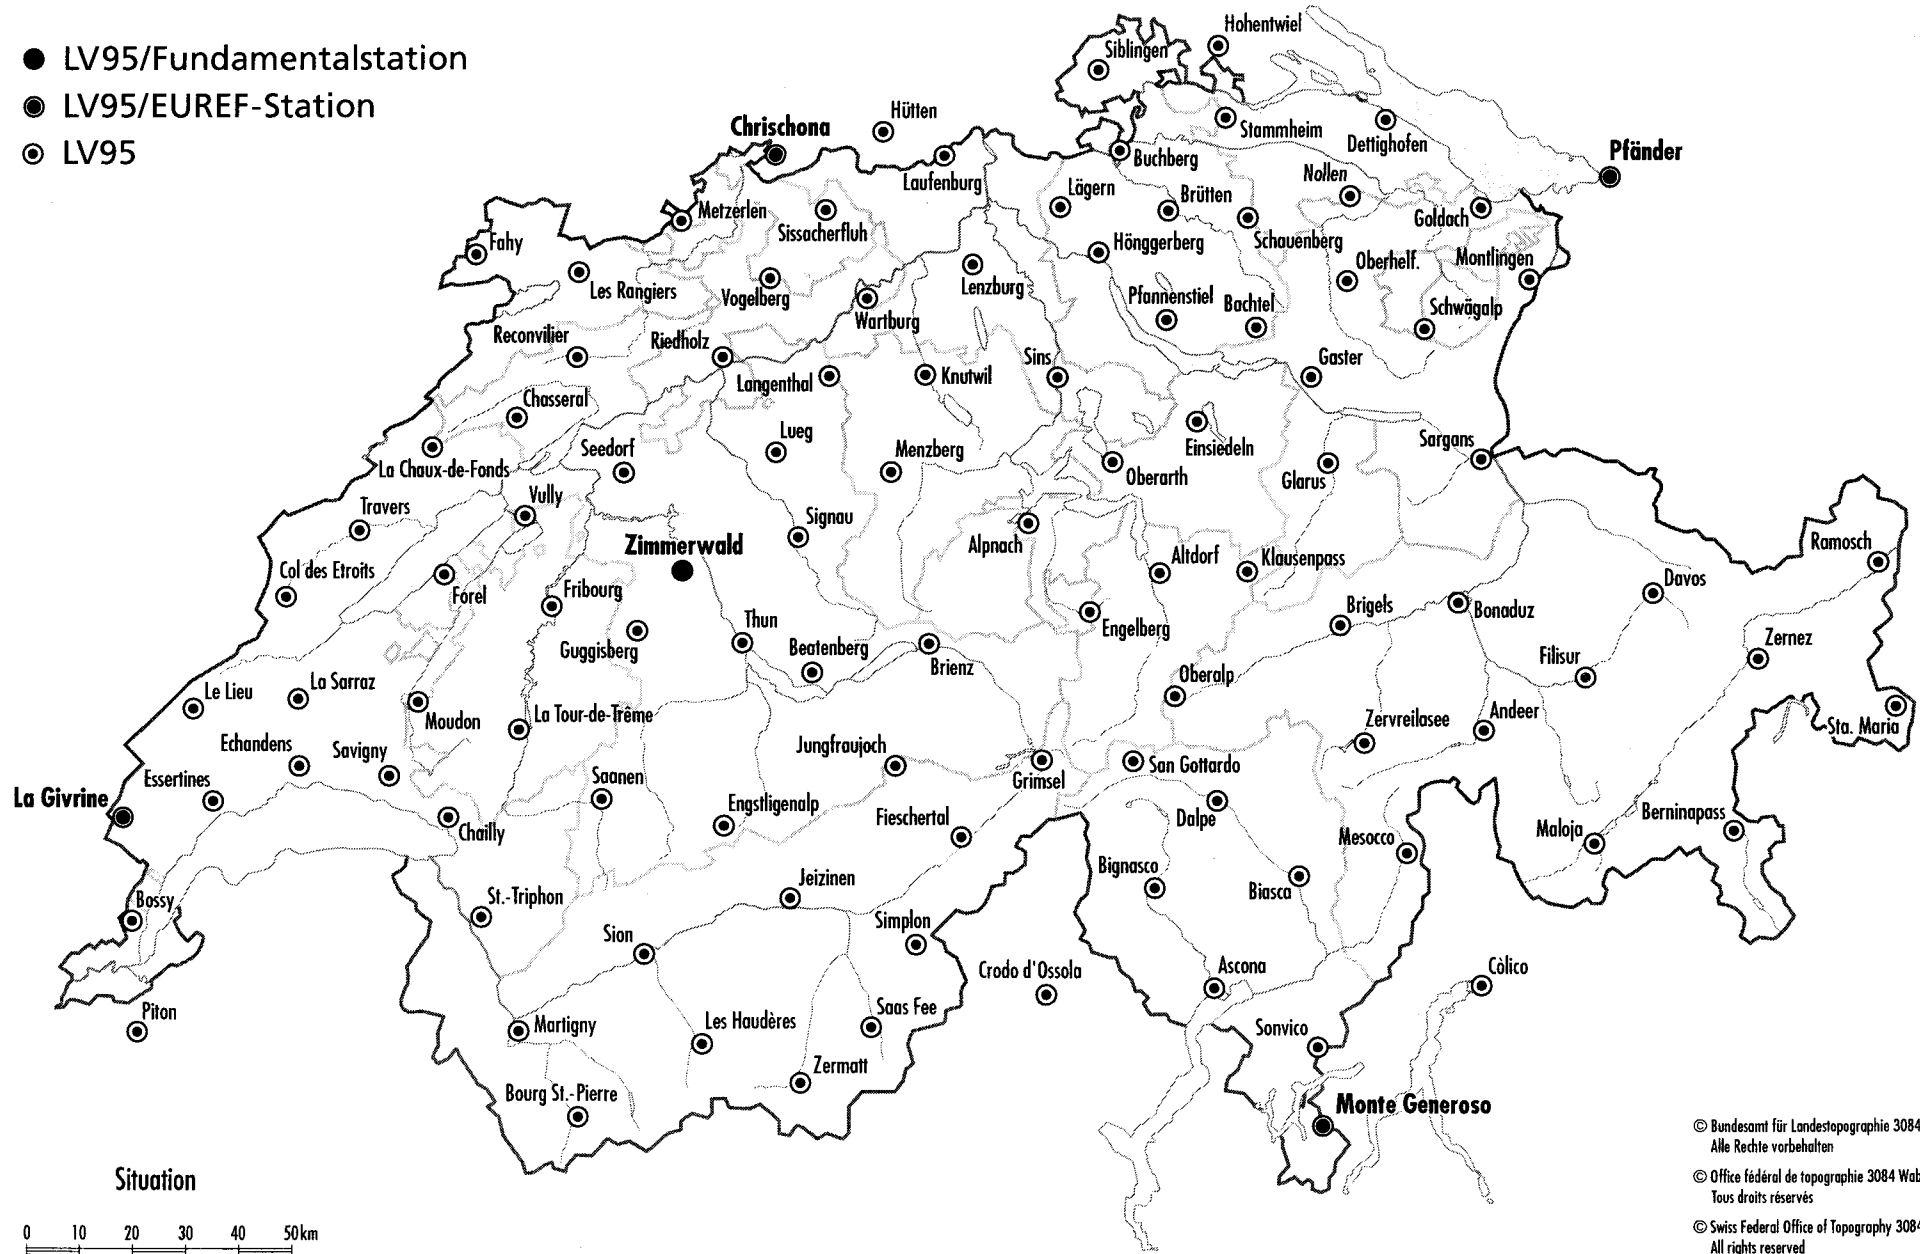 LV95/Fundamentalstation
LV95/EUREF-Station
LV95
Hohentwiel
Siblingen
Hütten
Chrischona
Stammheim
Dettighofen
Buchberg
Pfänder
Laufenburg
Nollen
Lägern
Brütten
Metzerlen
Goldach
Sissacherfluh
Fahy
Hönggerberg
Schauenberg
Montlingen
Oberhelf.
Les Rangiers
Vogelberg
Lenzburg
Pfannenstiel
Bachtel
Schwägalp
Wartburg
Reconvilier
Riedholz
Sins
Gaster
Langenthal
Knutwil
Chasseral
Lueg
Einsiedeln
Sargans
Seedorf
Menzberg
La Chaux-de-Fonds
Oberarth
Glarus
Vully
Travers
Signau
Zimmerwald
Alpnach
Altdorf
Klausenpass
Ramosch
Col des Etroits
Davos
Forel
Fribourg
Brigels
Bonaduz
Thun
Engelberg
Zernez
Guggisberg
Beatenberg
Brienz
Filisur
Oberalp
Le Lieu
La Sarraz
Moudon
La Tour-de-Trême
Zervreilasee
Andeer
Sta. Maria
Echandens
Savigny
Jungfraujoch
San Gottardo
Grimsel
Essertines
Saanen
La Givrine
Engstligenalp
Fieschertal
Dalpe
Berninapass
Chailly
Maloja
Mesocco
Bignasco
Jeizinen
Biasca
St.-Triphon
Bossy
Simplon
Sion
Crodo d'Ossola
Ascona
Còlico
Piton
Saas Fee
Martigny
Les Haudères
Sonvico
Zermatt
Bourg St.-Pierre
Monte Generoso
© Bundesamt für Landestopographie 3084
Alle Rechte vorbehalten
© Office fédéral de topographie 3084 Wab
Tous droits réservés
© Swiss Federal Office of Topography 3084
All rights reserved
Situation
0 10 20 30 40 50km